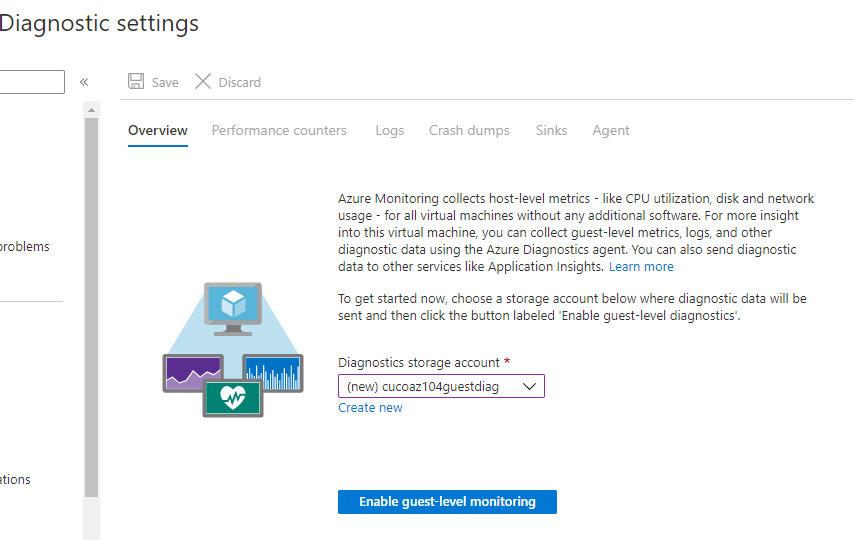 Diagnostic settings
«
Save
Discard
Overview
Performance counters
Logs
Crash dumps
Sinks
Agent
problems
Azure Monitoring collects host-level metrics - like CPU utilization, disk and network
usage - for all virtual machines without any additional software. For more insight
into this virtual machine, you can collect guest-level metrics, logs, and other
diagnostic data using the Azure Diagnostics agent. You can also send diagnostic
data to other services like Application Insights. Learn more
To get started now, choose a storage account below where diagnostic data will be
sent and then click the button labeled 'Enable guest-level diagnostics'.
Diagnostics storage account *
(new) cucoaz104guestdiag
Create new
ations
Enable guest-level monitoring